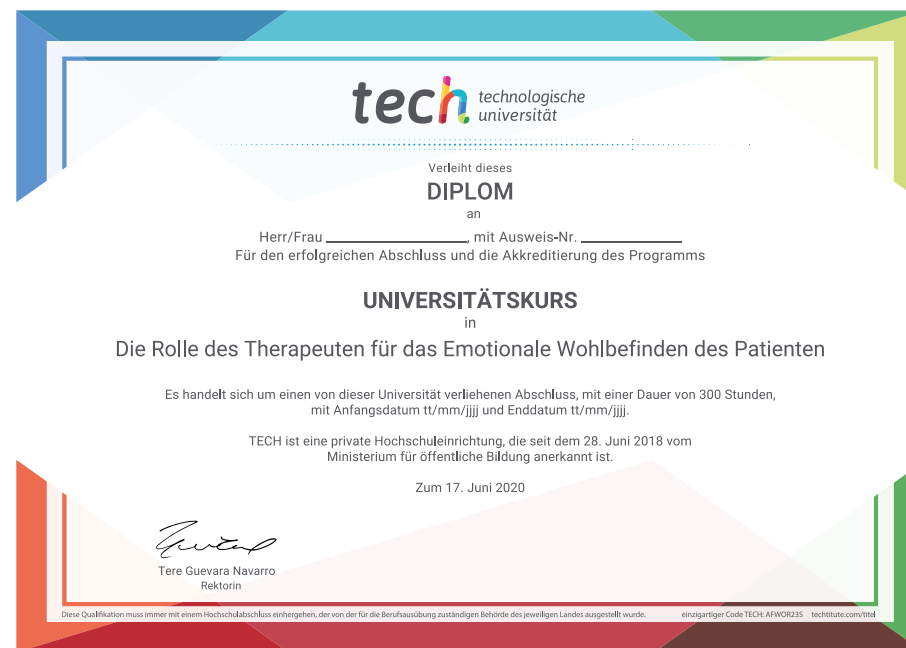 tech technologische
universität
Verleiht dieses
DIPLOM
an
Herr/Frau ____________, mit Ausweis-Nr. ____________
Für den erfolgreichen Abschluss und die Akkreditierung des Programms
UNIVERSITÄTSKURS
in
Die Rolle des Therapeuten für das Emotionale Wohlbefinden des Patienten
Es handelt sich um einen von dieser Universität verliehenen Abschluss, mit einer Dauer von 300 Stunden,
mit Anfangsdatum tt/mm/jjjj und Enddatum tt/mm/jjjj.
TECH ist eine private Hochschuleinrichtung, die seit dem 28. Juni 2018 vom
Ministerium für öffentliche Bildung anerkannt ist.
Zum 17. Juni 2020
Tere Guevara Navarro
Rektorin
Diese Qualifikation muss immer mit einem Hochschulabschluss einhergehen, der von der für die Berufsausübung zuständigen Behörde des jeweiligen Landes ausgestellt wurde. einzigartiger Code TECH: AFWOR23S techtitute.com/titel